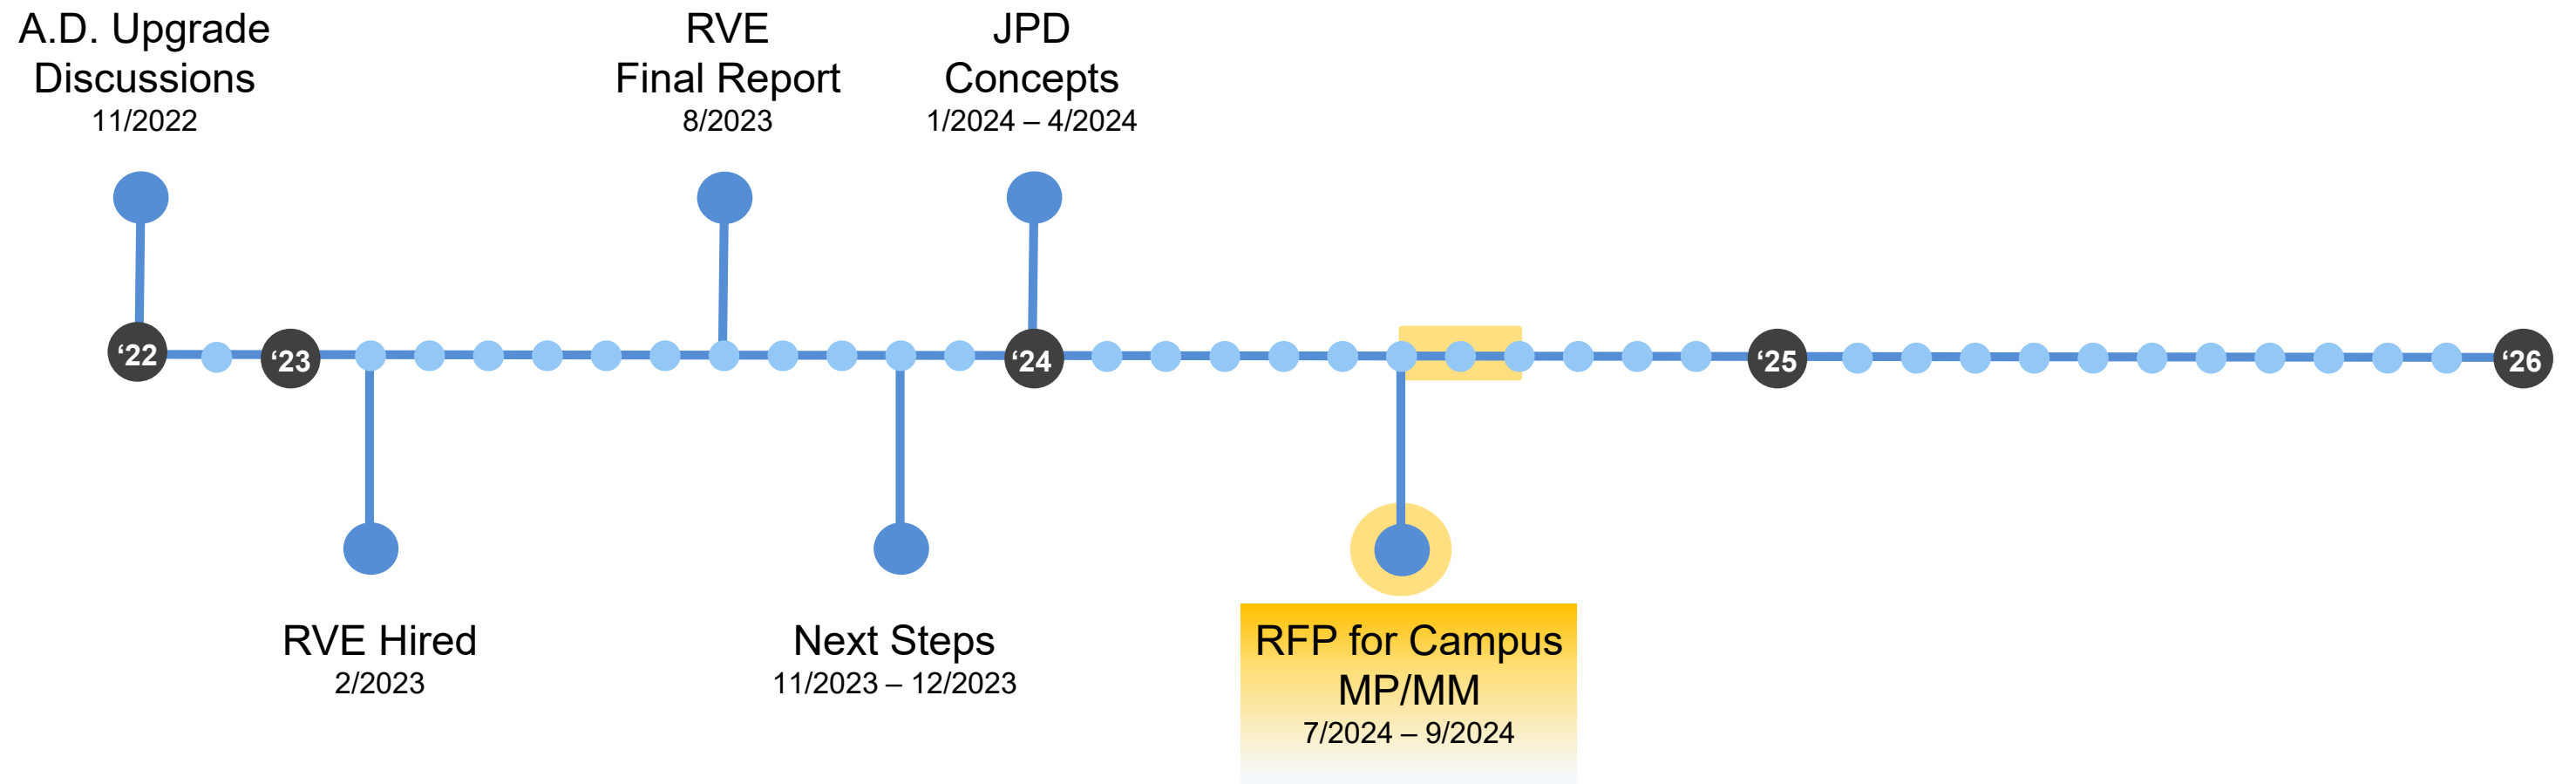 A.D. Upgrade
Discussions
11/2022
RVE
Final Report
8/2023
JPD
Concepts
1/2024 – 4/2024
‘22
‘23
‘24
‘25
‘26
RVE Hired
2/2023
Next Steps
11/2023 – 12/2023
RFP for Campus
MP/MM
7/2024 – 9/2024